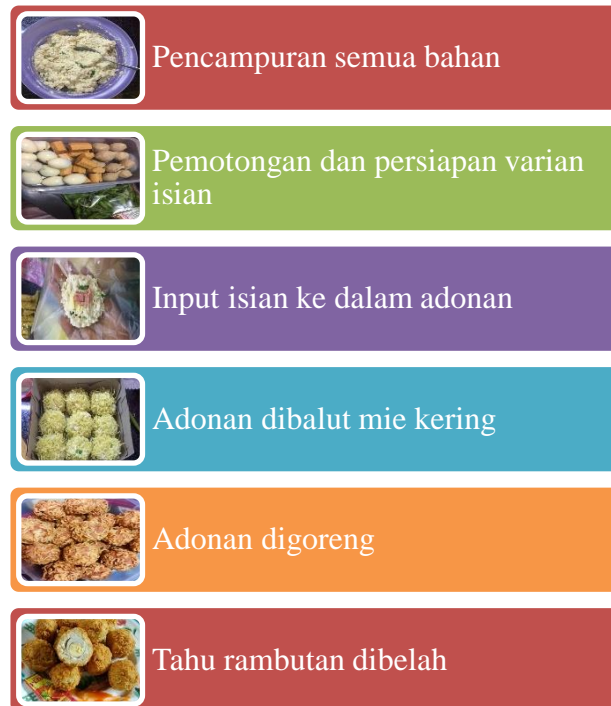 Pencampuran semua bahan
Pemotongan dan persiapan varian
isian
Input isian ke dalam adonan
Adonan dibalut mie kering
Adonan digoreng
Tahu rambutan dibelah